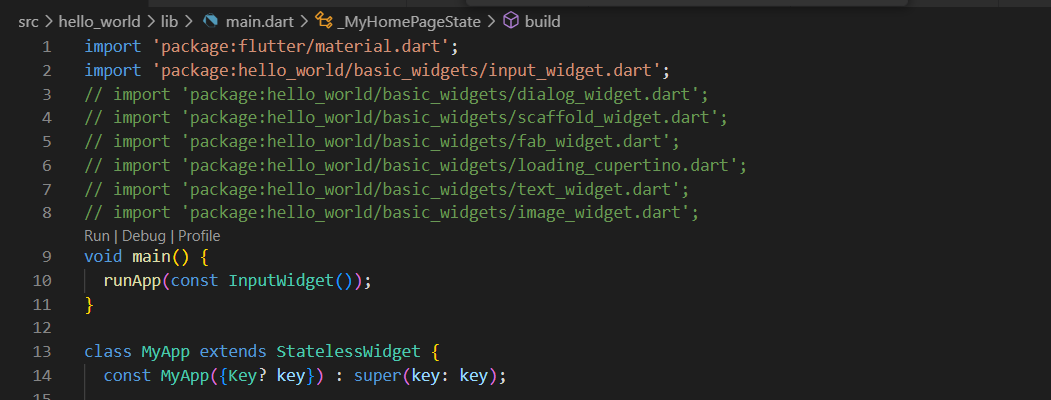 src > hello_world > lib > main.dart > _MyHomePageState > build
1 import 'package:flutter/material.dart';
2 import 'package:hello_world/basic_widgets/input_widget.dart';
3 // import 'package:hello_world/basic_widgets/dialog_widget.dart';
4 // import 'package:hello_world/basic_widgets/scaffold_widget.dart';
5 // import 'package:hello_world/basic_widgets/fab_widget.dart';
6 // import 'package:hello_world/basic_widgets/loading_cupertino.dart';
7 // import 'package:hello_world/basic_widgets/text_widget.dart';
8 // import 'package:hello_world/basic_widgets/image_widget.dart';
Run | Debug | Profile
9 void main() {
10   runApp(const InputWidget());
11 }
12
13 class MyApp extends StatelessWidget {
14   const MyApp({Key? key}) : super(key: key);
15